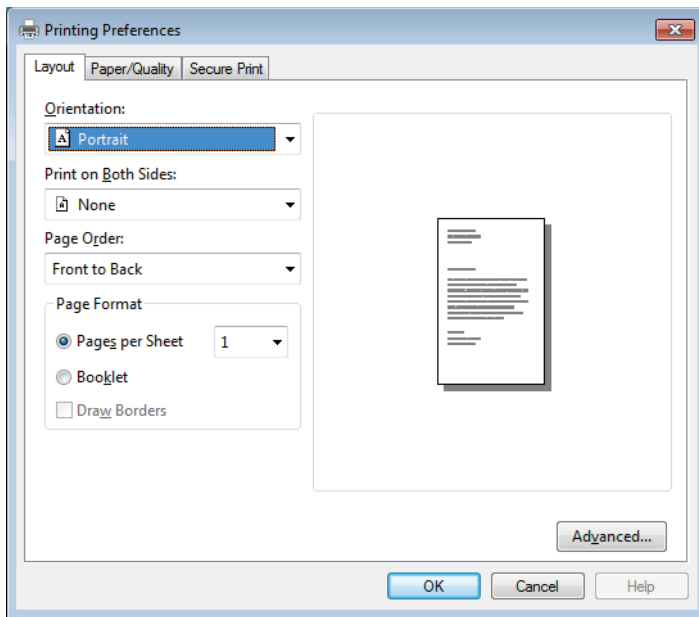 Printing Preferences
Layout Paper/Quality Secure Print
Orientation:
A Portrait
Print on Both Sides:
None
Page Order:
Front to Back
Page Format
Pages per Sheet 1
Booklet
Draw Borders
Advanced...
OK Cancel Help